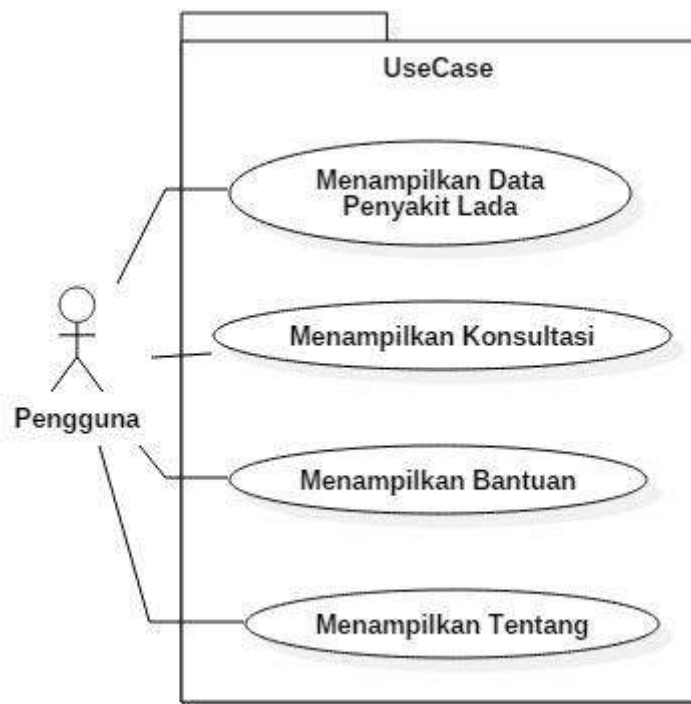 UseCase
Menampilkan Data
Penyakit Lada
Menampilkan Konsultasi
Pengguna
Menampilkan Bantuan
Menampilkan Tentang